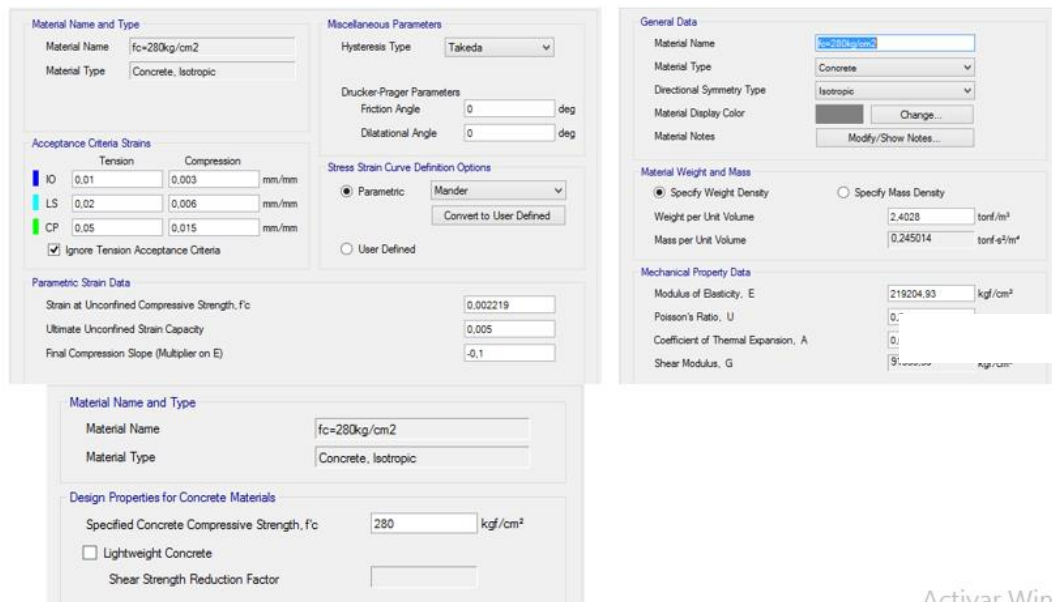 Material Name and Type
Material Name fc=280kg/cm2
Material Type Concrete, Isotropic
Acceptance Criteria Strains
Tension Compression
IO 0,01 0,003 mm/mm
LS 0,02 0,006 mm/mm
CP 0,05 0,015 mm/mm
Ignore Tension Acceptance Criteria
Miscellaneous Parameters
Hysteresis Type Takeda
Drucker-Prager Parameters
Friction Angle 0 deg
Dilatational Angle 0 deg
Stress Strain Curve Definition Options
Parametric Mander
Convert to User Defined
User Defined
Parametric Strain Data
Strain at Unconfined Compressive Strength, f'c 0,002219
Ultimate Unconfined Strain Capacity 0,005
Final Compression Slope (Multiplier on E) -0,1
General Data
Material Name fc=280kg/cm2
Material Type Concrete
Directional Symmetry Type Isotropic
Material Display Color Change...
Material Notes Modify/Show Notes...
Material Weight and Mass
Specify Weight Density Specify Mass Density
Weight per Unit Volume 2,4028 tonf/m³
Mass per Unit Volume 0,245014 tonf-s²/m⁴
Mechanical Property Data
Modulus of Elasticity, E 219204,93 kgf/cm²
Poisson's Ratio, U
Coefficient of Thermal Expansion, A
Shear Modulus, G
Material Name and Type
Material Name fc=280kg/cm2
Material Type Concrete, Isotropic
Design Properties for Concrete Materials
Specified Concrete Compressive Strength, f'c 280 kgf/cm²
Lightweight Concrete
Shear Strength Reduction Factor
Activar Win